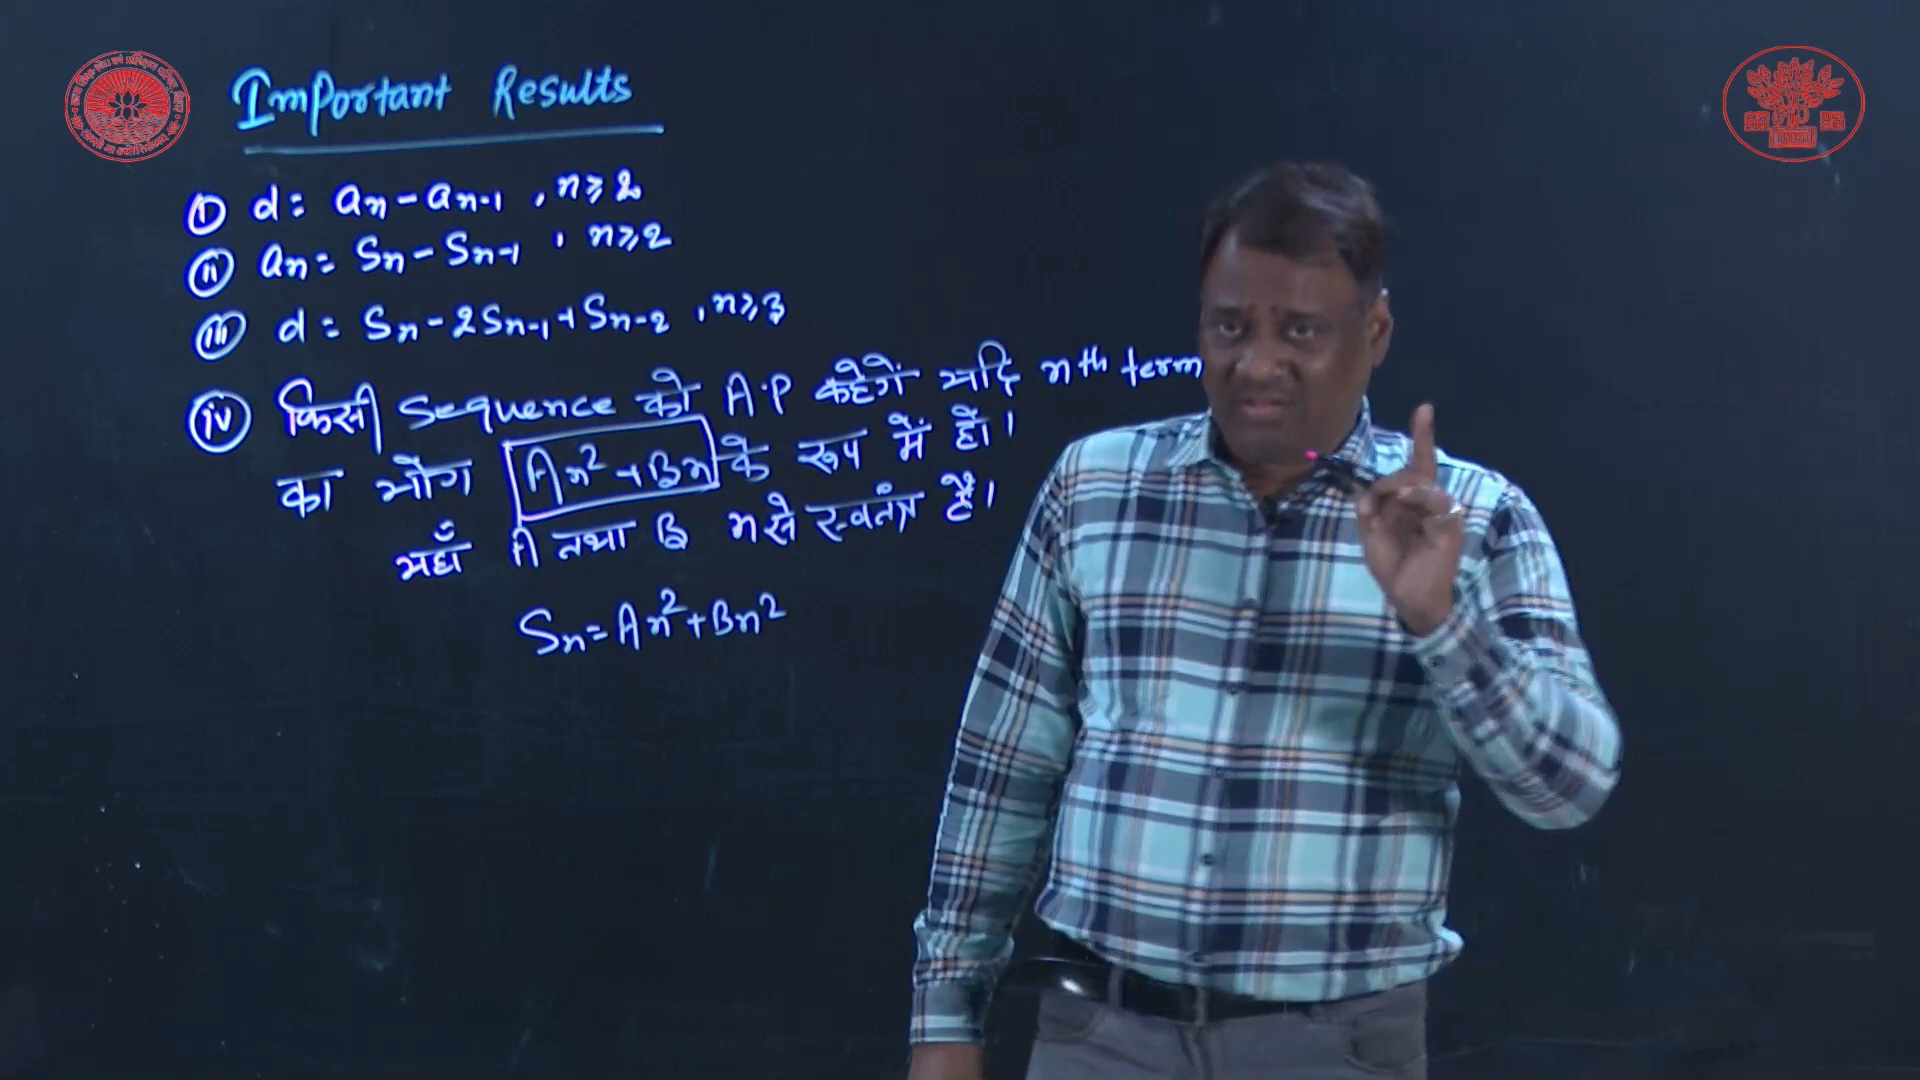 Important Results
(i) d = an - an-1 , n ≥ 2
(ii) an = Sn - Sn-1 , n ≥ 2
(iii) d = Sn - 2Sn-1 + Sn-2 , n ≥ 3
(iv) किसी Sequence को A.P कहेगें यदि nth term
का योग An² + Bn के रूप में हो।
यहाँ A तथा B n से स्वतंत्र हैं।
Sn = An² + Bn²